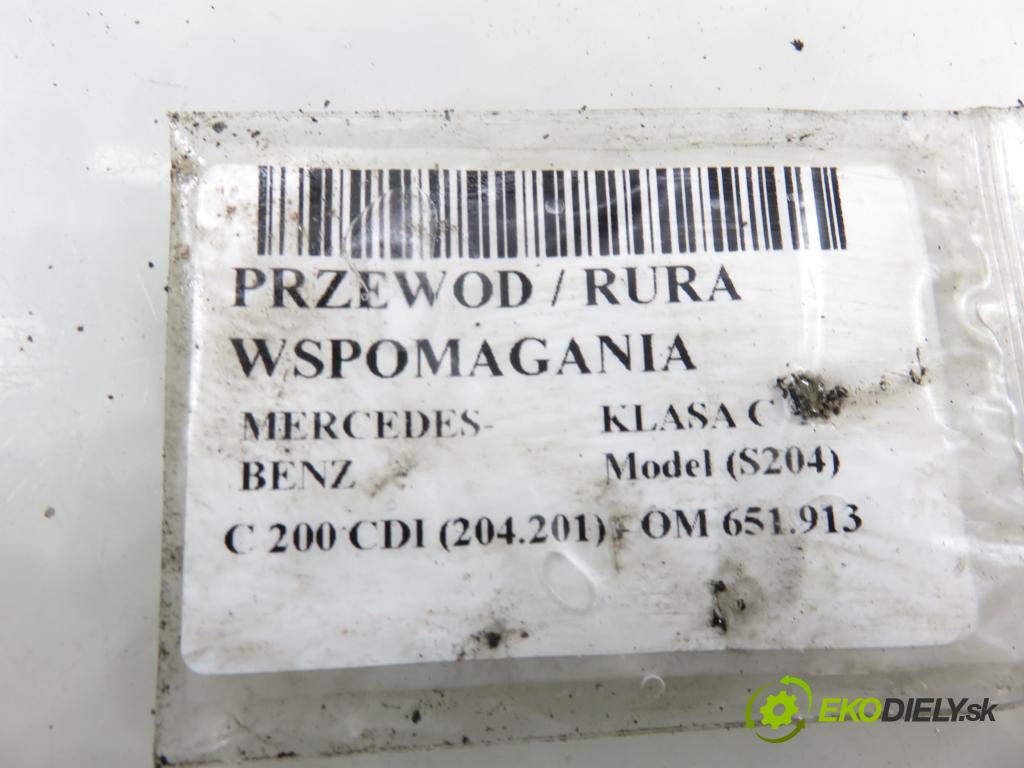 PRZEWOD / RURA
WSPOMAGANIA
MERCEDES-
BENZ
KLASA C
Model (S204)
C 200 CDI (204.201) - OM 651.913
EKODIELY.sk